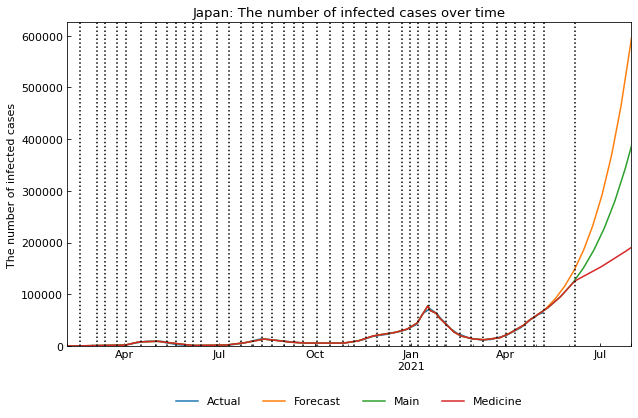 Japan: The number of infected cases over time
The number of infected cases
600000
500000
400000
300000
200000
100000
0
Apr Jul Oct Jan Apr Jul
2021
Actual Forecast Main Medicine